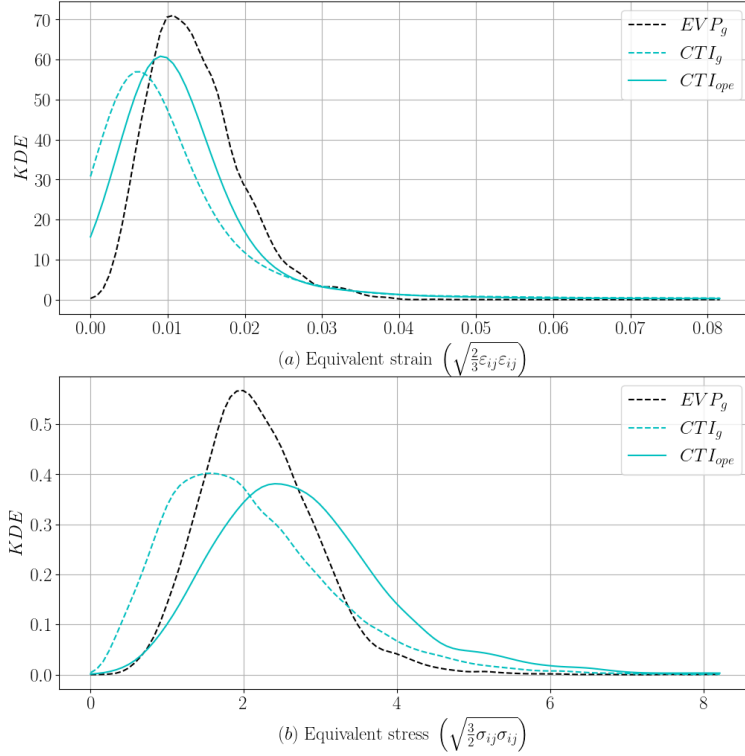 70
60
50
40
30
20
10
0
KDE
EVP_g
CTI_g
CTI_ope
0.00 0.01 0.02 0.03 0.04 0.05 0.06 0.07 0.08
(a) Equivalent strain (√(2/3 ε_ij ε_ij))
0.5
0.4
0.3
0.2
0.1
0.0
KDE
EVP_g
CTI_g
CTI_ope
0 2 4 6 8
(b) Equivalent stress (√(3/2 σ_ij σ_ij))